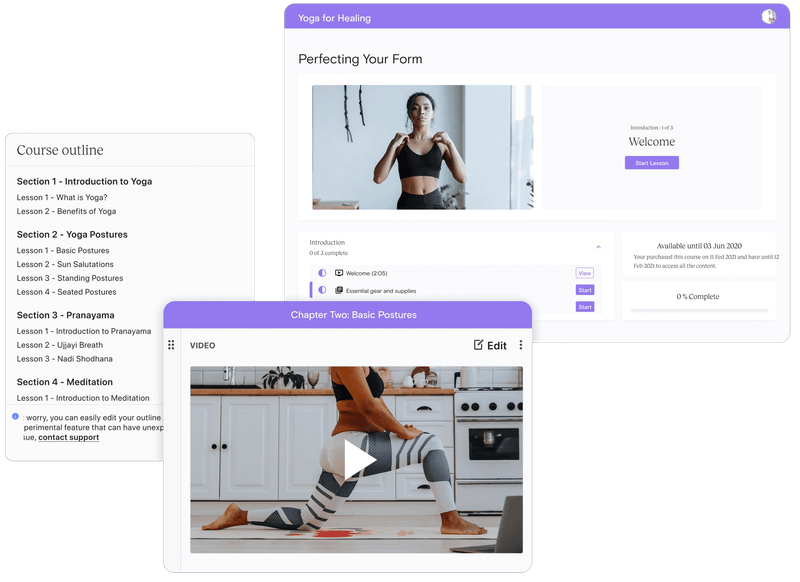 Yoga for Healing
Perfecting Your Form
Introduction: 1 of 3
Welcome
Start Lesson
Introduction
0 of 3 complete
Welcome (2:05)
View
Essential gear and supplies
Start
Start
Available until 03 Jun 2020
Your purchased this course on 11 Fed 2021 and have until 12
Feb 2021 to access all the content.
0 % Complete
Course outline
Section 1 - Introduction to Yoga
Lesson 1 - What is Yoga?
Lesson 2 - Benefits of Yoga
Section 2 - Yoga Postures
Lesson 1 - Basic Postures
Lesson 2 - Sun Salutations
Lesson 3 - Standing Postures
Lesson 4 - Seated Postures
Section 3 - Pranayama
Lesson 1 - Introduction to Pranayama
Lesson 2 - Ujjayi Breath
Lesson 3 - Nadi Shodhana
Section 4 - Meditation
Lesson 1 - Introduction to Meditation
worry, you can easily edit your outline
perimental feature that can have unexp
ue, contact support
Chapter Two: Basic Postures
VIDEO
Edit